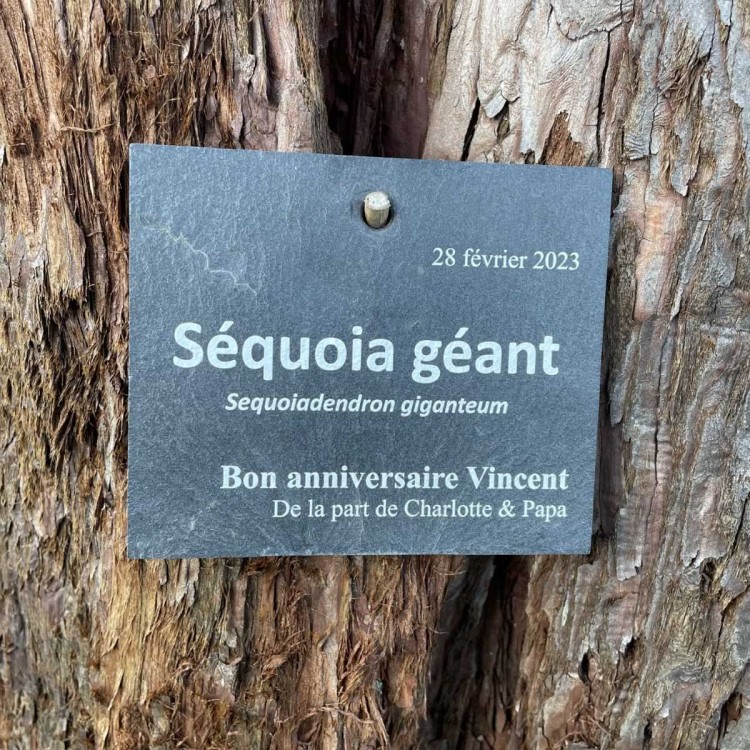 28 février 2023
Séquoia géant
Sequoiadendron giganteum
Bon anniversaire Vincent
De la part de Charlotte & Papa